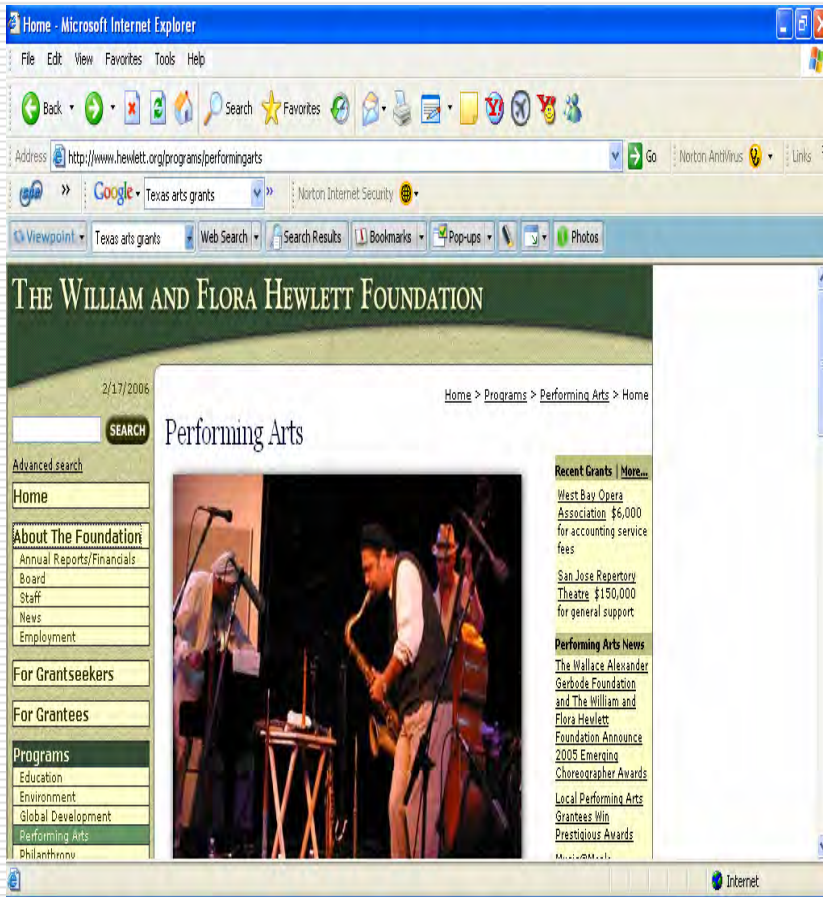 Home - Microsoft Internet Explorer
File Edit View Favorites Tools Help
Back Search Favorites
Address http://www.hewlett.org/programs/performingarts Go Norton AntiVirus Links
» Google Texas arts grants » Norton Internet Security
Viewpoint Texas arts grants Web Search Search Results Bookmarks Pop-ups Photos
THE WILLIAM AND FLORA HEWLETT FOUNDATION
2/17/2006
Home > Programs > Performing Arts > Home
SEARCH
Advanced search
Home
About The Foundation
Annual Reports/Financials
Board
Staff
News
Employment
For Grantseekers
For Grantees
Programs
Education
Environment
Global Development
Performing Arts
Philanthropy
Performing Arts
Recent Grants | More...
West Bay Opera
Association $6,000
for accounting service
fees
San Jose Repertory
Theatre $150,000
for general support
Performing Arts News
The Wallace Alexander
Gerbode Foundation
and The William and
Flora Hewlett
Foundation Announce
2005 Emerging
Choreographer Awards
Local Performing Arts
Grantees Win
Prestigious Awards
Internet